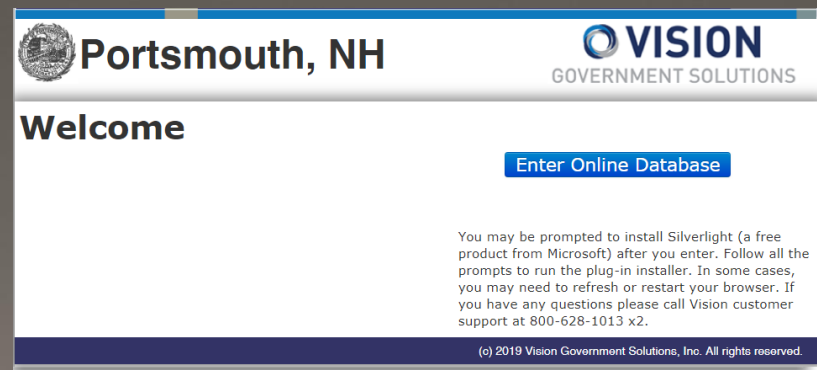 Portsmouth, NH
VISION
GOVERNMENT SOLUTIONS
Welcome
Enter Online Database
You may be prompted to install Silverlight (a free
product from Microsoft) after you enter. Follow all the
prompts to run the plug-in installer. In some cases,
you may need to refresh or restart your browser. If
you have any questions please call Vision customer
support at 800-628-1013 x2.
(c) 2019 Vision Government Solutions, Inc. All rights reserved.